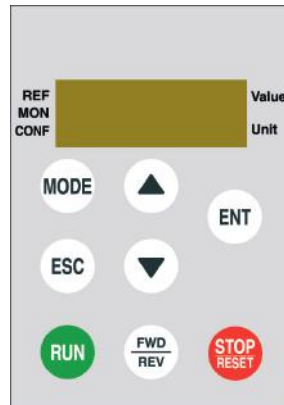 REF
MON
CONF
Value
Unit
MODE
ENT
ESC
RUN
FWD
REV
STOP
RESET